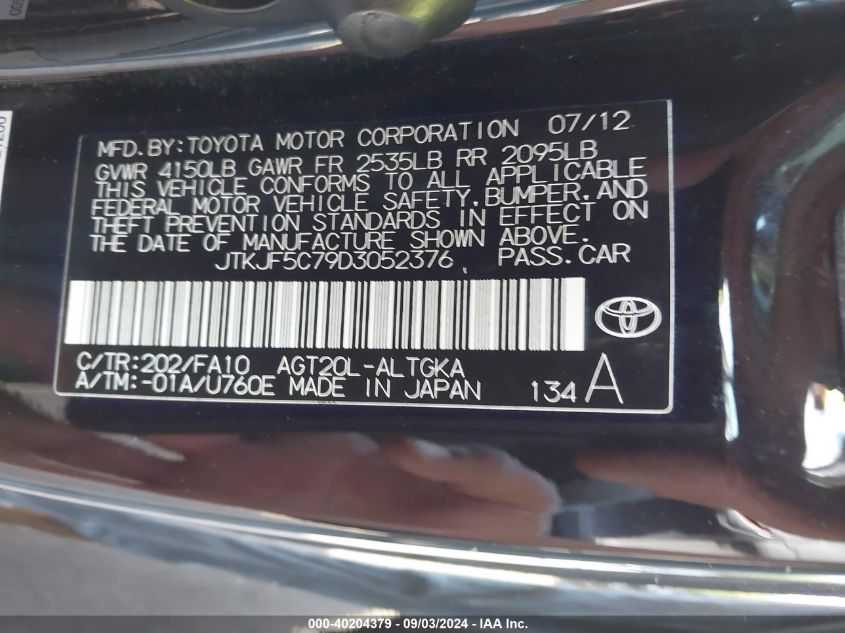 MFD.BY:TOYOTA MOTOR CORPORATION 07/12
GVWR 4150LB GAWR FR 2535LB RR 2095LB
THIS VEHICLE CONFORMS TO ALL APPLICABLE
FEDERAL MOTOR VEHICLE SAFETY,BUMPER,AND
THEFT PREVENTION STANDARDS IN EFFECT ON
THE DATE OF MANUFACTURE SHOWN ABOVE.
JTKJF5C79D3052376 PASS.CAR
C/TR:202/FA10 AGT20L-ALTGKA
A/TM:-01A/U760E MADE IN JAPAN 134A
000-40204379 - 09/03/2024 - IAA Inc.